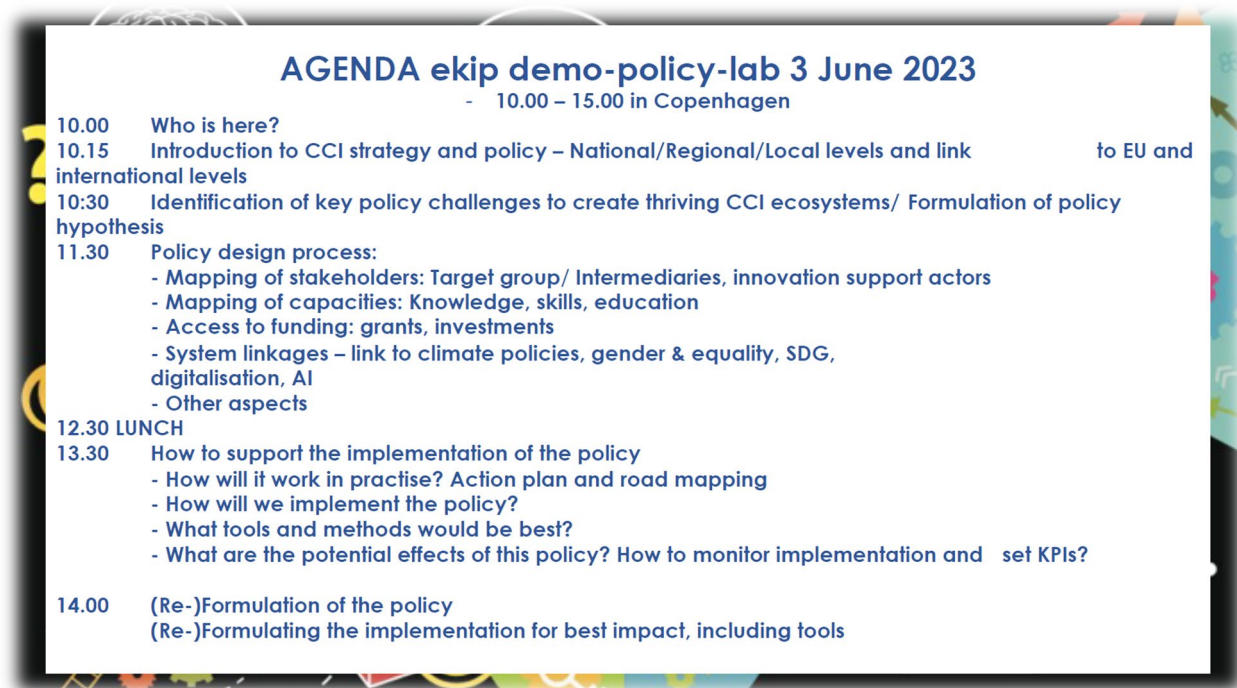 AGENDA ekip demo-policy-lab 3 June 2023
- 10.00 – 15.00 in Copenhagen
10.00 Who is here?
10.15 Introduction to CCI strategy and policy – National/Regional/Local levels and link to EU and
international levels
10:30 Identification of key policy challenges to create thriving CCI ecosystems/ Formulation of policy
hypothesis
11.30 Policy design process:
- Mapping of stakeholders: Target group/ Intermediaries, innovation support actors
- Mapping of capacities: Knowledge, skills, education
- Access to funding: grants, investments
- System linkages – link to climate policies, gender & equality, SDG,
digitalisation, AI
- Other aspects
12.30 LUNCH
13.30 How to support the implementation of the policy
- How will it work in practise? Action plan and road mapping
- How will we implement the policy?
- What tools and methods would be best?
- What are the potential effects of this policy? How to monitor implementation and set KPIs?
14.00 (Re-)Formulation of the policy
(Re-)Formulating the implementation for best impact, including tools